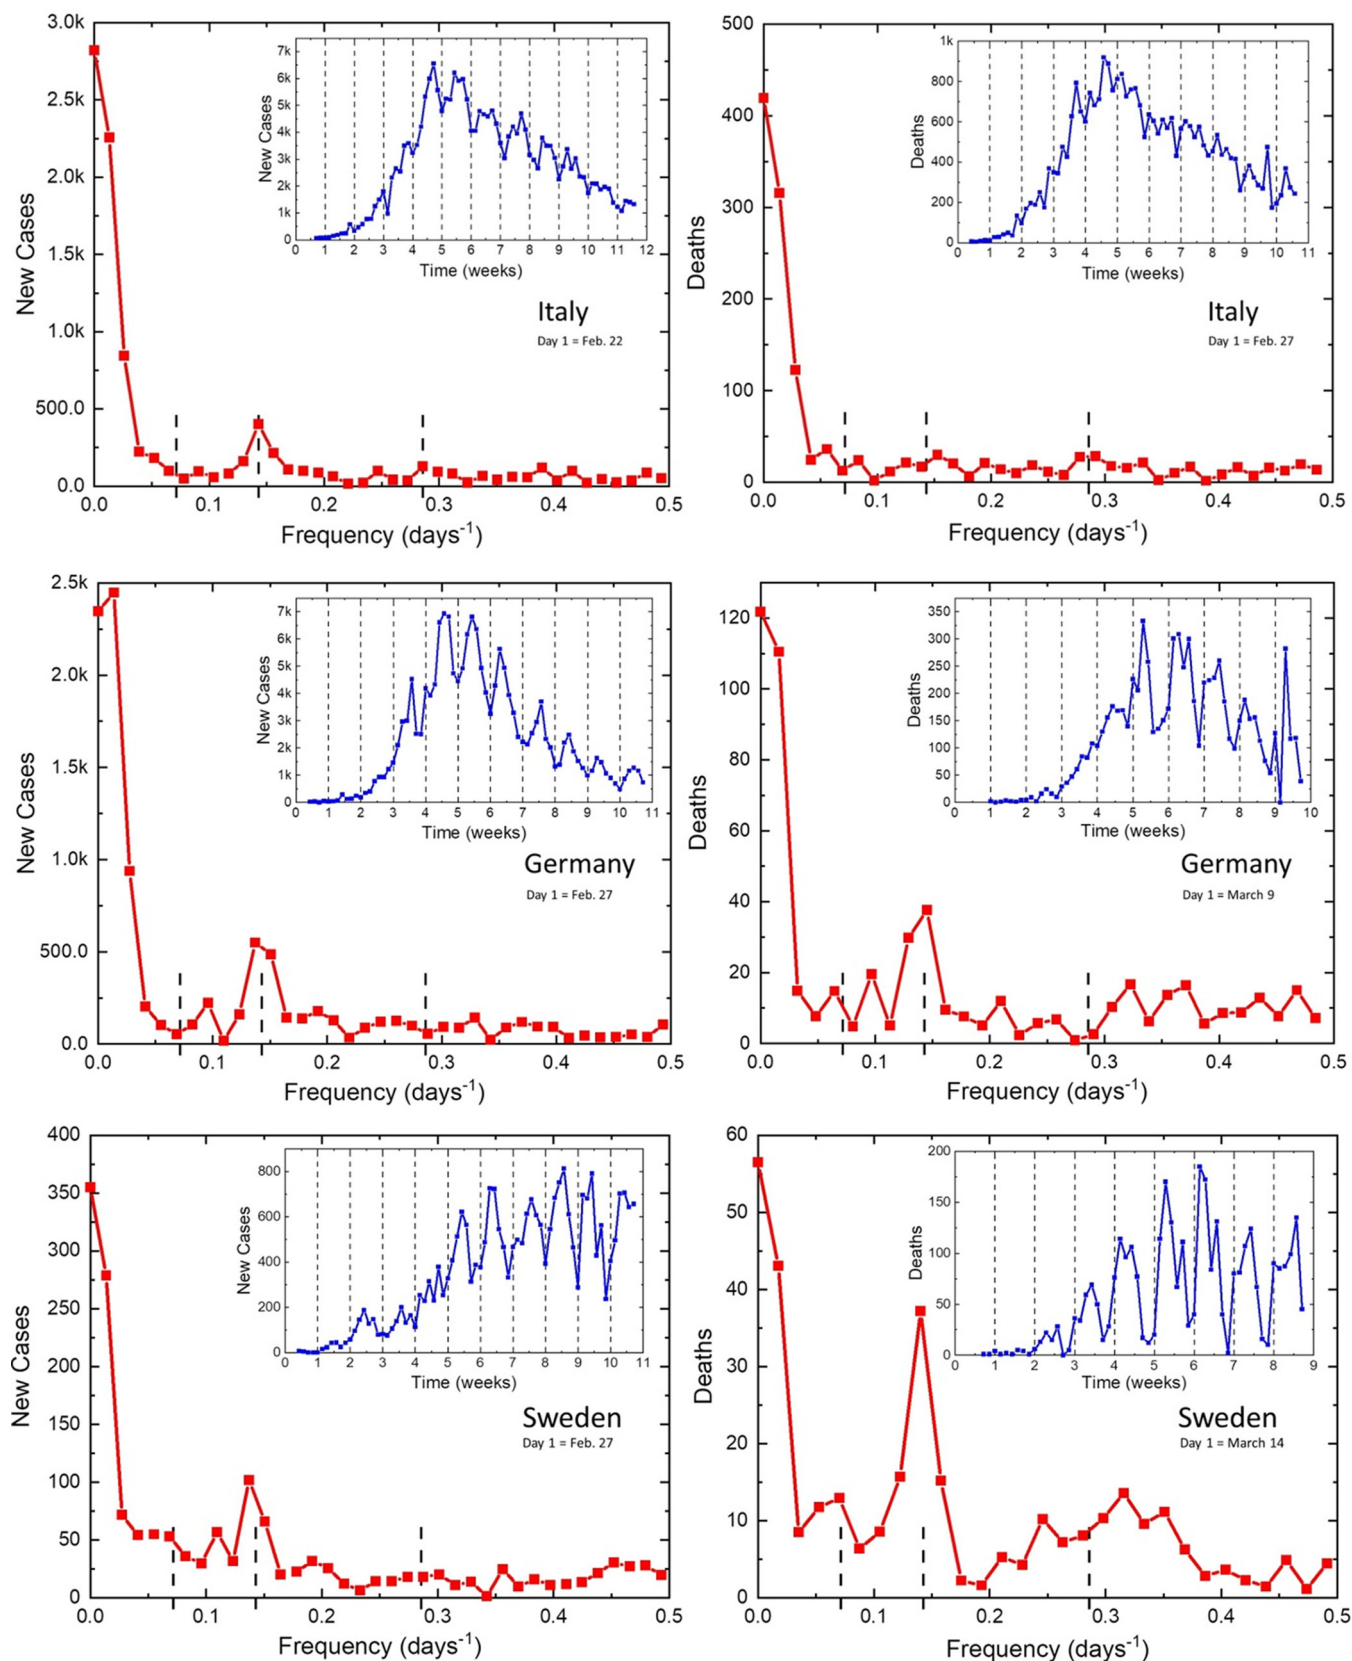 3.0k
2.5k
2.0k
1.5k
1.0k
500.0
0.0
New Cases
0.0 0.1 0.2 0.3 0.4 0.5
Frequency (days-1)
7k
6k
5k
4k
3k
2k
1k
0
New Cases
0 1 2 3 4 5 6 7 8 9 10 11 12
Time (weeks)
Italy
Day 1 = Feb. 22
500
400
300
200
100
0
Deaths
0.0 0.1 0.2 0.3 0.4 0.5
Frequency (days-1)
1k
800
600
400
200
0
Deaths
0 1 2 3 4 5 6 7 8 9 10 11
Time (weeks)
Italy
Day 1 = Feb. 27
2.5k
2.0k
1.5k
1.0k
500.0
0.0
New Cases
0.0 0.1 0.2 0.3 0.4 0.5
Frequency (days-1)
7k
6k
5k
4k
3k
2k
1k
0
New Cases
0 1 2 3 4 5 6 7 8 9 10 11
Time (weeks)
Germany
Day 1 = Feb. 27
120
100
80
60
40
20
0
Deaths
0.0 0.1 0.2 0.3 0.4 0.5
Frequency (days-1)
350
300
250
200
150
100
50
0
Deaths
0 1 2 3 4 5 6 7 8 9 10
Time (weeks)
Germany
Day 1 = March 9
400
350
300
250
200
150
100
50
0
New Cases
0.0 0.1 0.2 0.3 0.4 0.5
Frequency (days-1)
800
600
400
200
0
New Cases
0 1 2 3 4 5 6 7 8 9 10 11
Time (weeks)
Sweden
Day 1 = Feb. 27
60
50
40
30
20
10
0
Deaths
0.0 0.1 0.2 0.3 0.4 0.5
Frequency (days-1)
200
150
100
50
0
Deaths
0 1 2 3 4 5 6 7 8 9
Time (weeks)
Sweden
Day 1 = March 14